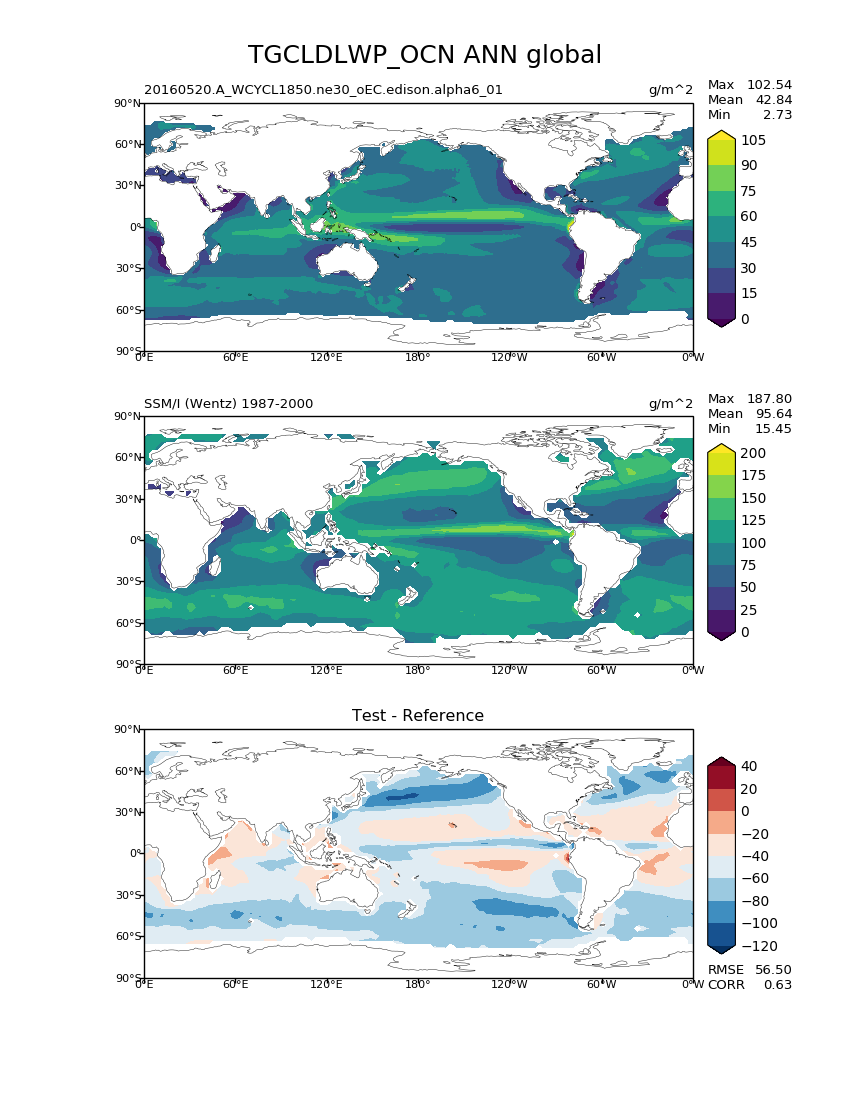 TGCLDLWP_OCN ANN global
20160520.A_WCYCL1850.ne30_oEC.edison.alpha6_01
g/m^2
Max 102.54
Mean 42.84
Min 2.73
90°N
60°N
30°N
0°
30°S
60°S
90°S
0°E 60°E 120°E 180° 120°W 60°W 0°W
105
90
75
60
45
30
15
0
SSM/I (Wentz) 1987-2000
g/m^2
Max 187.80
Mean 95.64
Min 15.45
90°N
60°N
30°N
0°
30°S
60°S
90°S
0°E 60°E 120°E 180° 120°W 60°W 0°W
200
175
150
125
100
75
50
25
0
Test - Reference
90°N
60°N
30°N
0°
30°S
60°S
90°S
0°E 60°E 120°E 180° 120°W 60°W 0°W
40
20
0
−20
−40
−60
−80
−100
−120
RMSE 56.50
CORR 0.63